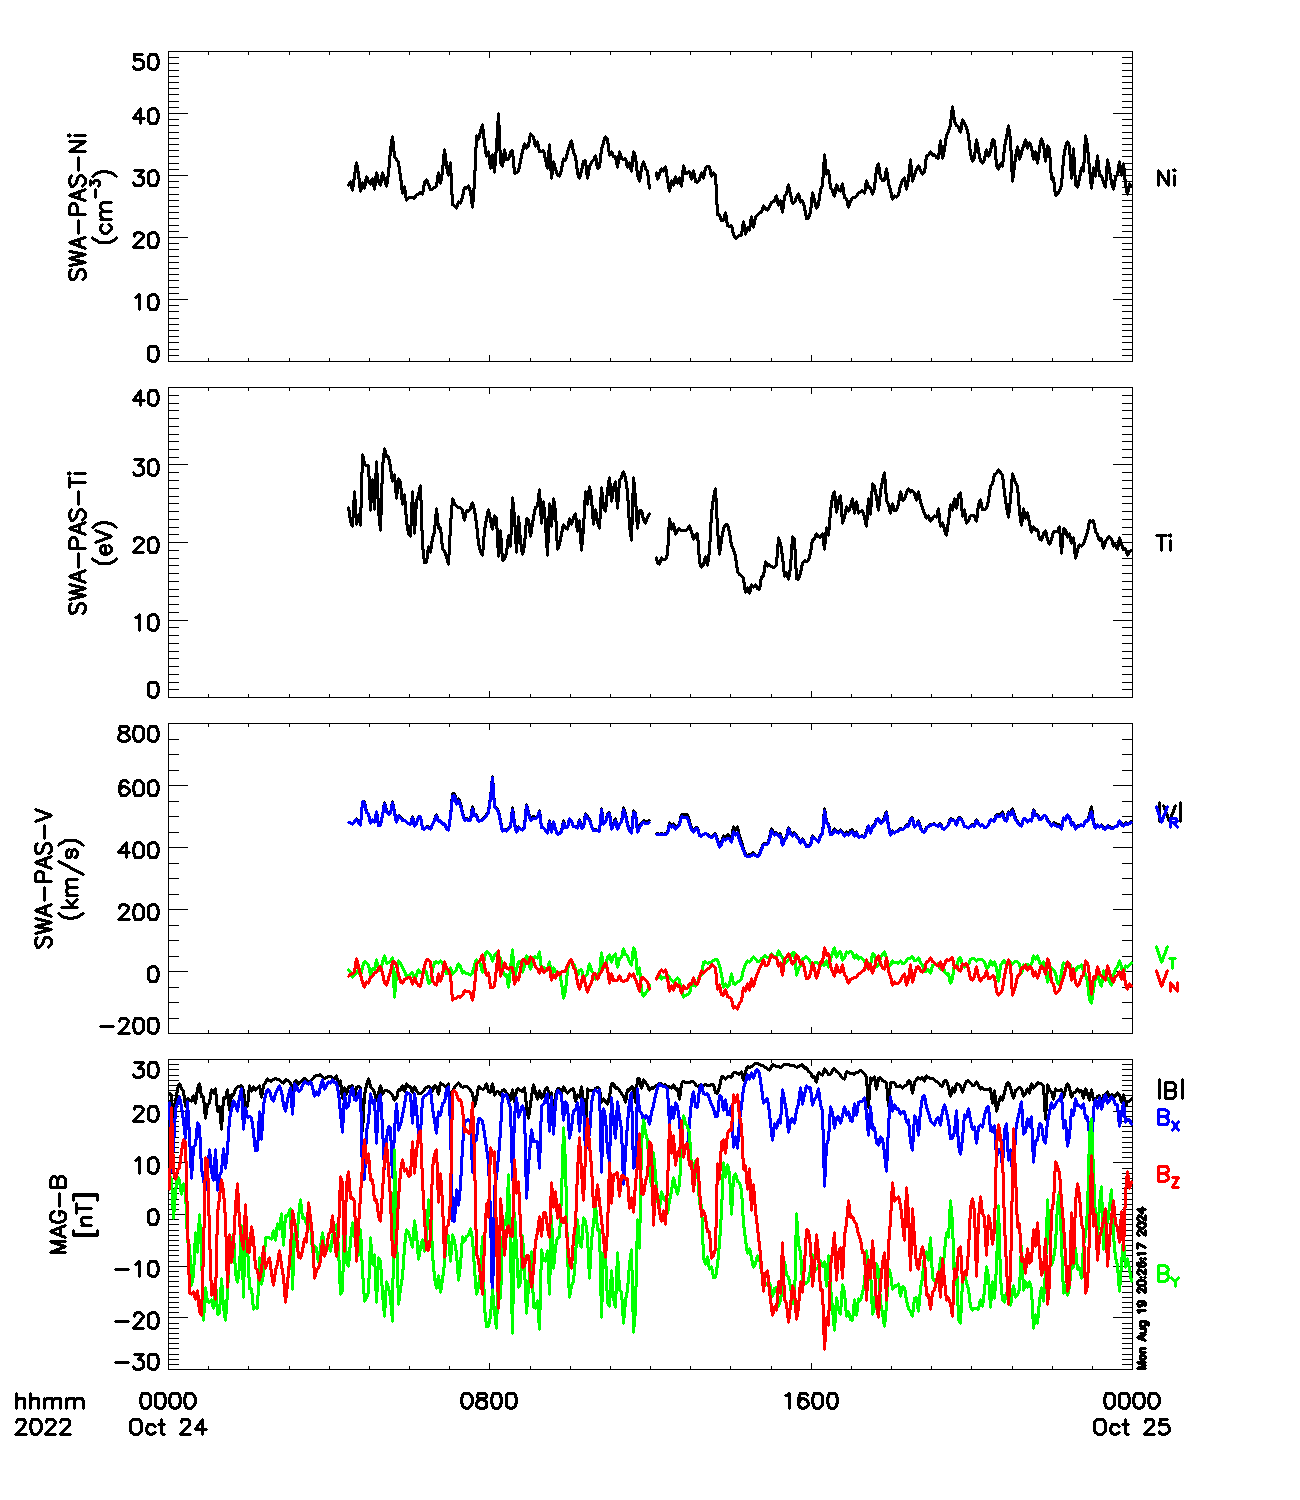 50
40
30
20
10
0
SWA-PAS-Ni
(cm⁻³)
Ni
40
30
20
10
0
SWA-PAS-Ti
(eV)
Ti
800
600
400
200
0
-200
SWA-PAS-V
(km/s)
|V|
V_R
V_T
V_N
30
20
10
0
-10
-20
-30
MAG-B
[nT]
|B|
B_X
B_Z
B_Y
Mon Aug 19 20:26:17 2024
hhmm 0000 0800 1600 0000
2022 Oct 24 Oct 25